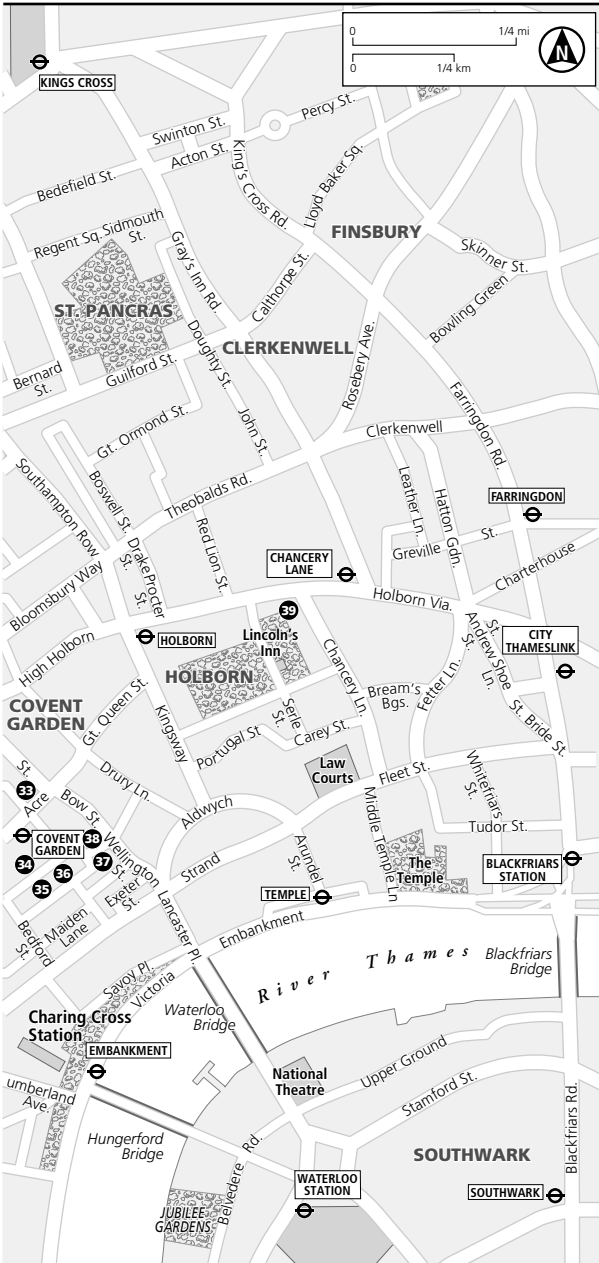 0 1/4 mi
0 1/4 km
N
KINGS CROSS
Percy St.
Swinton St.
Acton St.
King's Cross Rd.
Lloyd Baker Sq.
Bedefield St.
Regent Sq.
Sidmouth
St.
FINSBURY
Gray's Inn Rd.
Skinner St.
Calthorpe St.
Bowling Green
ST. PANCRAS
CLERKENWELL
Rosebery Ave.
Doughty St.
Guilford St.
Bernard
St.
Farringdon Rd.
Gt. Ormond St.
John St.
Clerkenwell
Southampton Row
Boswell St.
Theobalds Rd.
Leather Ln.
Hatton Gdn.
FARRINGDON
Red Lion St.
Drake
St.
Procter
St.
Greville St.
Charterhouse
CHANCERY
LANE
Bloomsbury Way
Holborn Via.
39
HOLBORN
Lincoln's
Inn
St.
Andrew
St.
Shoe
Ln.
CITY
THAMESLINK
High Holborn
HOLBORN
Chancery Ln.
Bream's
Bgs.
Fetter Ln.
COVENT
GARDEN
Gt. Queen St.
Kingsway
Serle
St.
Portugal St
Carey St.
St. Bride St.
Law
Courts
Fleet St.
Whitefriars
St.
St.
33
Acre
Drury Ln.
Bow St.
Aldwych
Middle Temple Ln
Tudor St.
COVENT
GARDEN
38
37
34
36
35
Wellington
St.
Exeter
St.
Strand
Arundel
St.
The
Temple
BLACKFRIARS
STATION
TEMPLE
Maiden
Lane
Bedford
St.
Lancaster Pl.
Embankment
Savoy Pl.
Victoria
River Thames
Blackfriars
Bridge
Waterloo
Bridge
Charing Cross
Station
EMBANKMENT
National
Theatre
Upper Ground
Stamford St.
umberland
Ave.
Hungerford
Bridge
Belvedere Rd.
SOUTHWARK
Blackfriars Rd.
WATERLOO
STATION
SOUTHWARK
JUBILEE
GARDENS